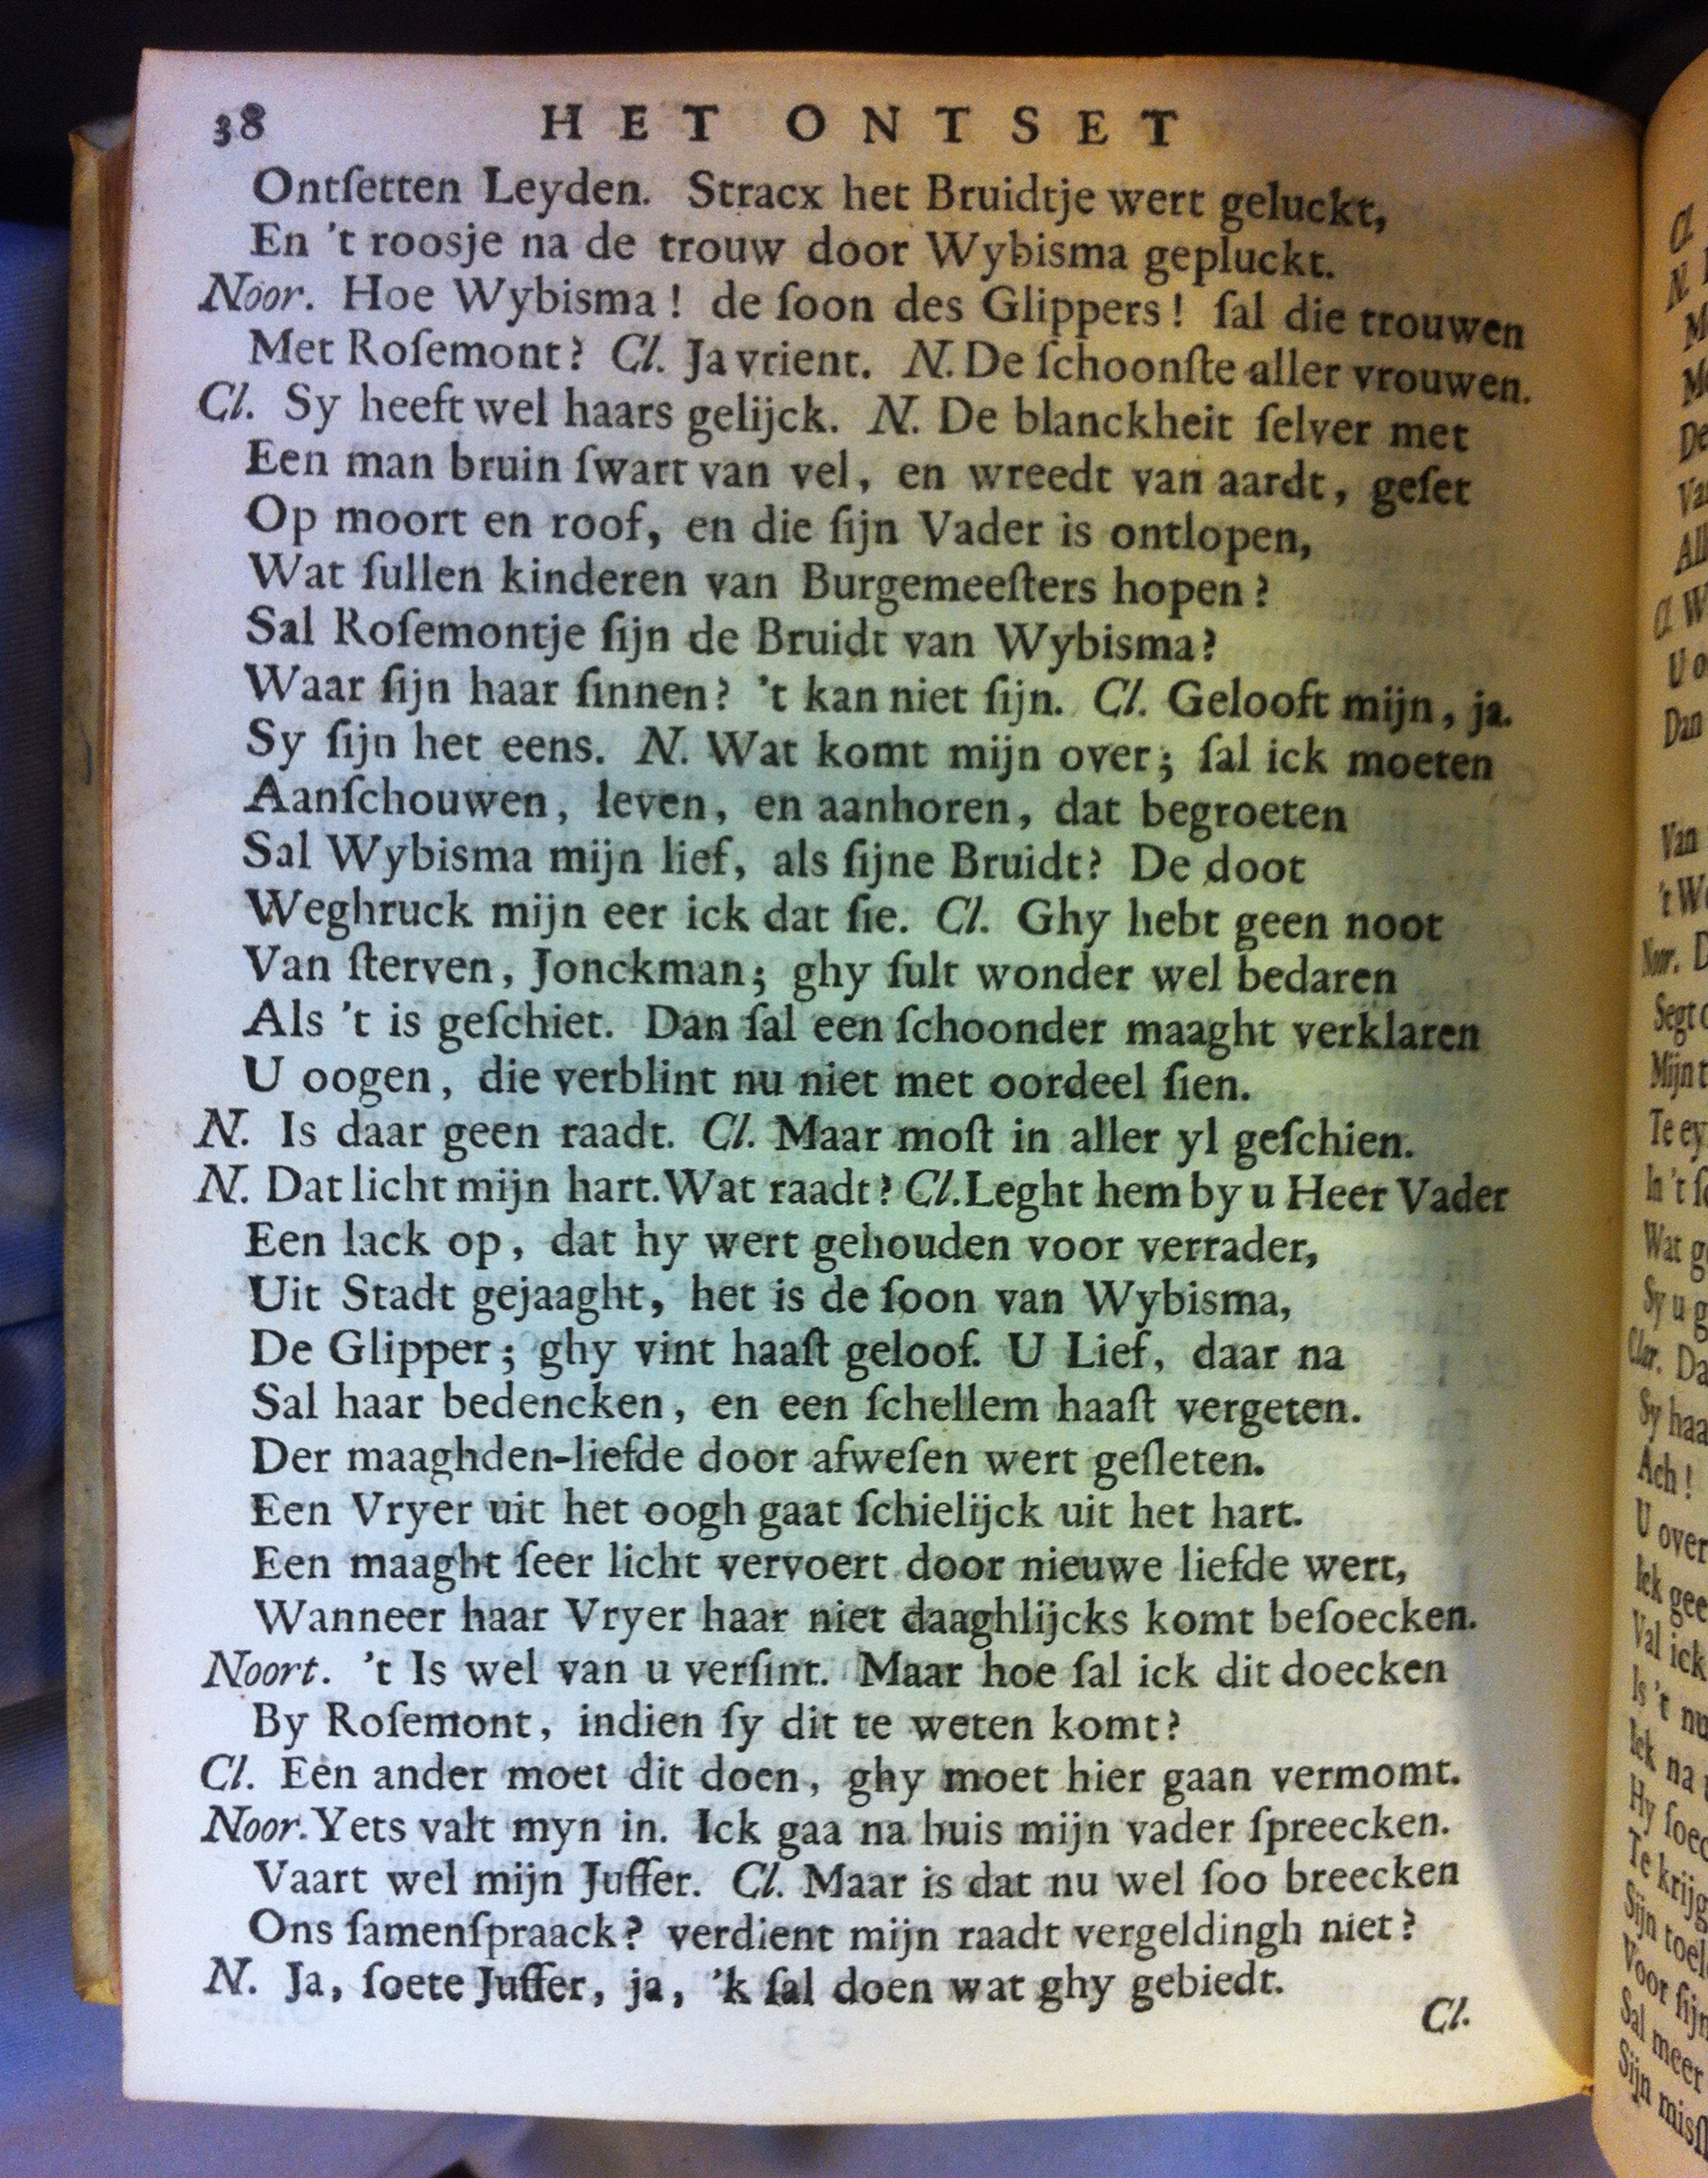 38 HET ONTSET
Ontſetten Leyden. Stracx het Bruidtje wert geluckt,
En 't roosje na de trouw door Wybisma gepluckt.
Noor. Hoe Wybisma! de ſoon des Glippers! ſal die trouwen
Met Roſemont? Cl. Ja vrient. N. De ſchoonſte aller vrouwen.
Cl. Sy heeft wel haars gelijck. N. De blanckheit ſelver met
Een man bruin ſwart van vel, en wreedt van aardt, geſet
Op moort en roof, en die ſijn Vader is ontlopen,
Wat ſullen kinderen van Burgemeeſters hopen?
Sal Roſemontje ſijn de Bruidt van Wybisma?
Waar ſijn haar ſinnen? 't kan niet ſijn. Cl. Gelooft mijn, ja.
Sy ſijn het eens. N. Wat komt mijn over; ſal ick moeten
Aanſchouwen, leven, en aanhoren, dat begroeten
Sal Wybisma mijn lief, als ſijne Bruidt? De doot
Weghruck mijn eer ick dat ſie. Cl. Ghy hebt geen noot
Van ſterven, Jonckman; ghy ſult wonder wel bedaren
Als 't is geſchiet. Dan ſal een ſchoonder maaght verklaren
U oogen, die verblint nu niet met oordeel ſien.
N. Is daar geen raadt. Cl. Maar moſt in aller yl geſchien.
N. Dat licht mijn hart. Wat raadt? Cl. Leght hem by u Heer Vader
Een lack op, dat hy wert gehouden voor verrader,
Uit Stadt gejaaght, het is de ſoon van Wybisma,
De Glipper; ghy vint haaſt geloof. U Lief, daar na
Sal haar bedencken, en een ſchellem haaſt vergeten.
Der maaghden-liefde door afweſen wert geſleten.
Een Vryer uit het oogh gaat ſchielijck uit het hart.
Een maaght ſeer licht vervoert door nieuwe liefde wert,
Wanneer haar Vryer haar niet daaghlijcks komt beſoecken.
Noort. 't Is wel van u verſint. Maar hoe ſal ick dit doecken
By Roſemont, indien ſy dit te weten komt?
Cl. Een ander moet dit doen, ghy moet hier gaan vermomt.
Noor. Yets valt myn in. Ick gaa na huis mijn vader ſpreecken.
Vaart wel mijn Juffer. Cl. Maar is dat nu wel ſoo breecken
Ons ſamenſpraack? verdient mijn raadt vergeldingh niet?
N. Ja, ſoete Juffer, ja, 'k ſal doen wat ghy gebiedt.
Cl.